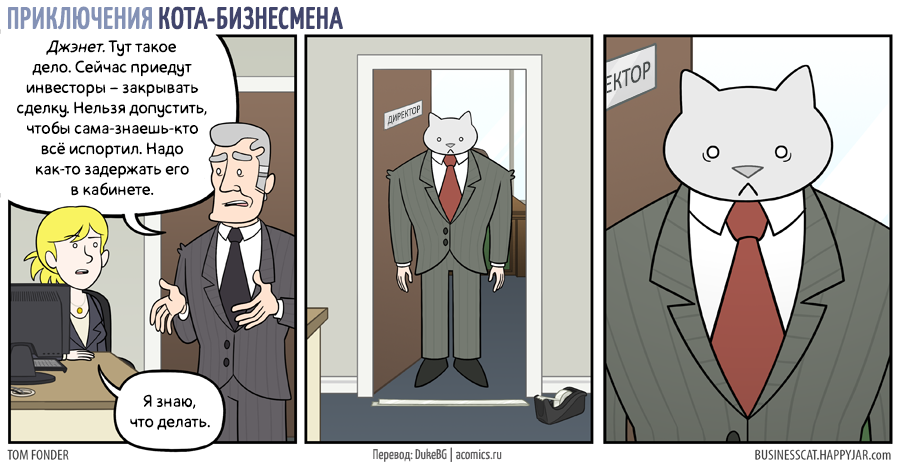 ПРИКЛЮЧЕНИЯ КОТА-БИЗНЕСМЕНА
Джэнет. Тут такое
дело. Сейчас приедут
инвесторы – закрывать
сделку. Нельзя допустить,
чтобы сама-знаешь-кто
всё испортил. Надо
как-то задержать его
в кабинете.
Я знаю,
что делать.
ДИРЕКТОР
ЕКТОР
TOM FONDER
Перевод: DukeBG | acomics.ru
BUSINESSCAT.HAPPYJAR.com